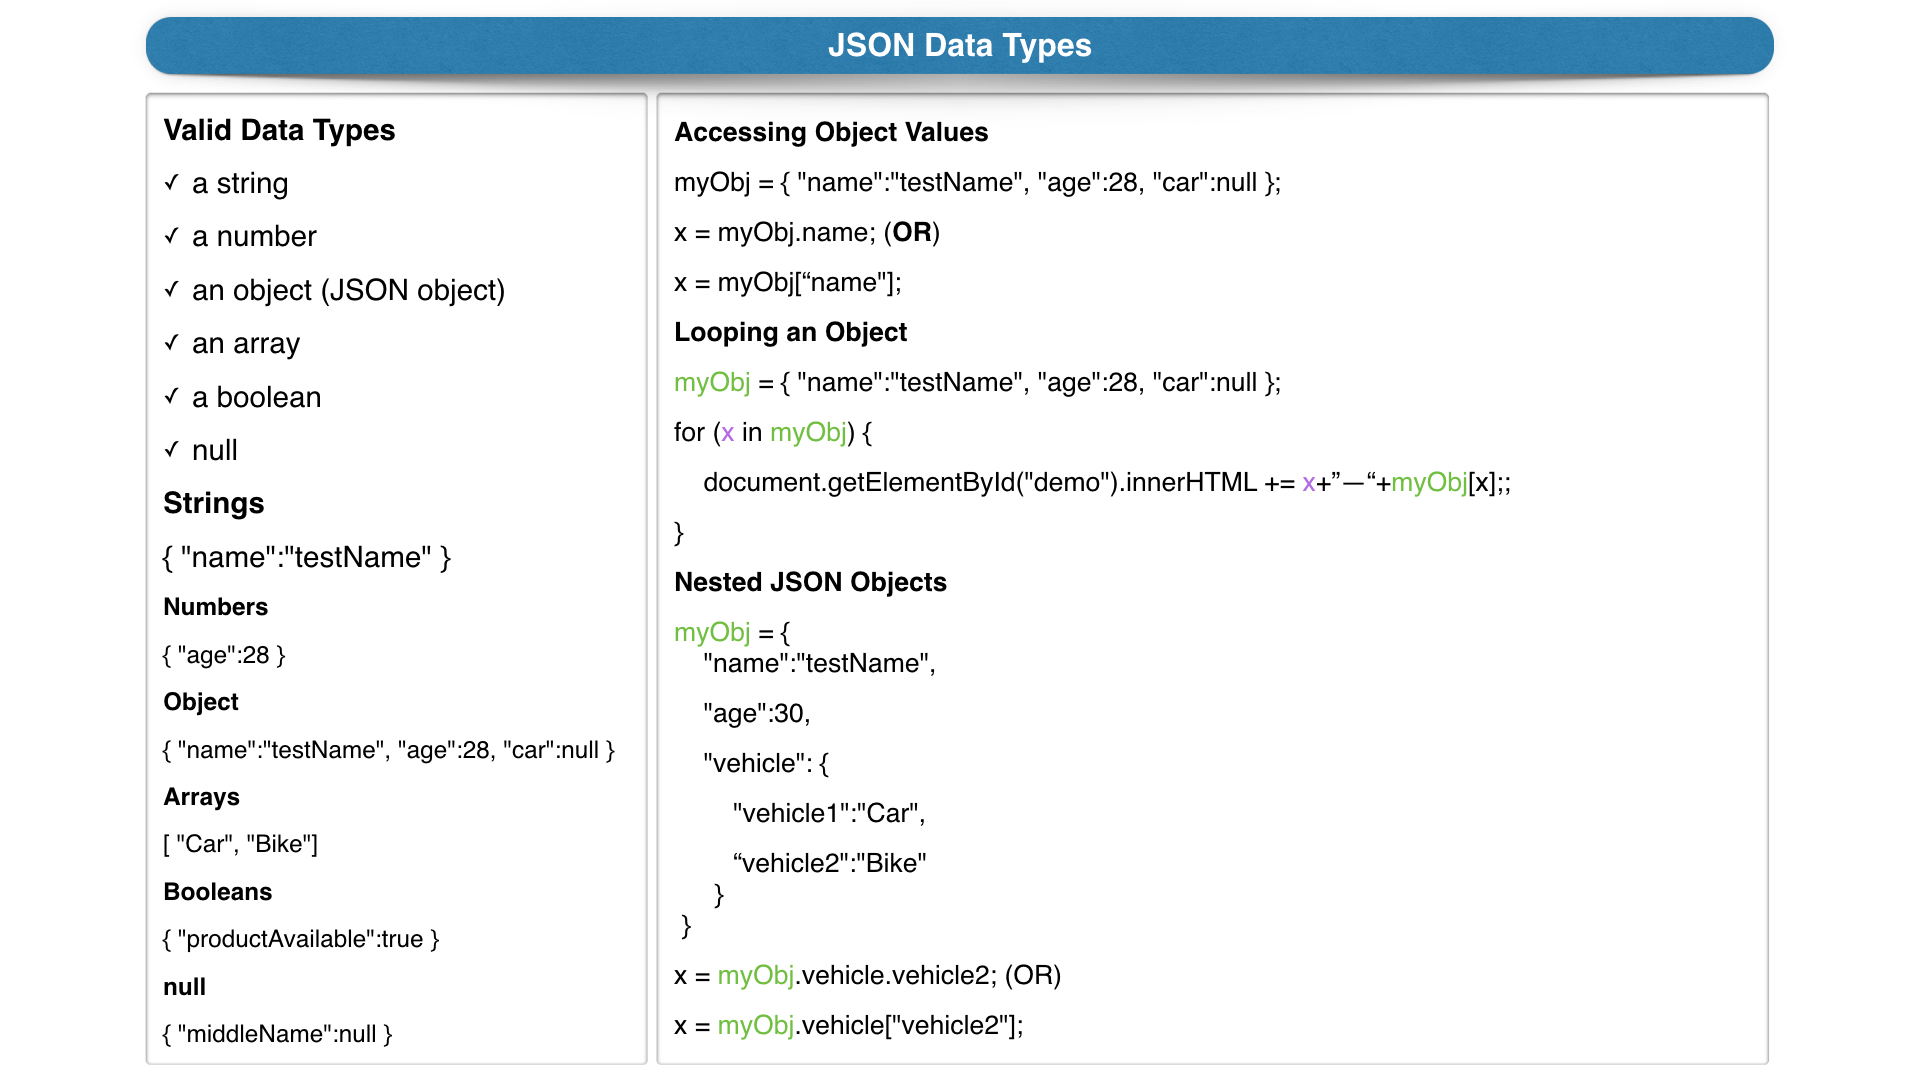 JSON Data Types
Valid Data Types
✓ a string
✓ a number
✓ an object (JSON object)
✓ an array
✓ a boolean
✓ null
Strings
{ "name":"testName" }
Numbers
{ "age":28 }
Object
{ "name":"testName", "age":28, "car":null }
Arrays
[ "Car", "Bike"]
Booleans
{ "productAvailable":true }
null
{ "middleName":null }
Accessing Object Values
myObj = { "name":"testName", "age":28, "car":null };
x = myObj.name; (OR)
x = myObj[“name"];
Looping an Object
myObj = { "name":"testName", "age":28, "car":null };
for (x in myObj) {
document.getElementById("demo").innerHTML += x+”—“+myObj[x];;
}
Nested JSON Objects
myObj = {
"name":"testName",
"age":30,
"vehicle": {
"vehicle1":"Car",
“vehicle2":"Bike"
}
}
x = myObj.vehicle.vehicle2; (OR)
x = myObj.vehicle["vehicle2"];